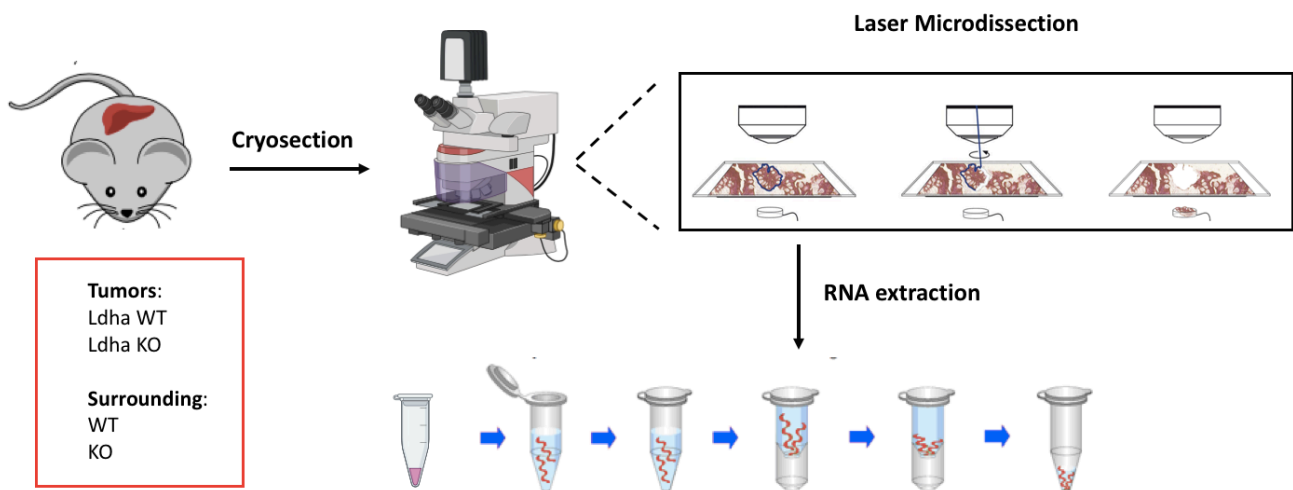 Laser Microdissection
Cryosection
Tumors:
Ldha WT
Ldha KO
Surrounding:
WT
KO
RNA extraction